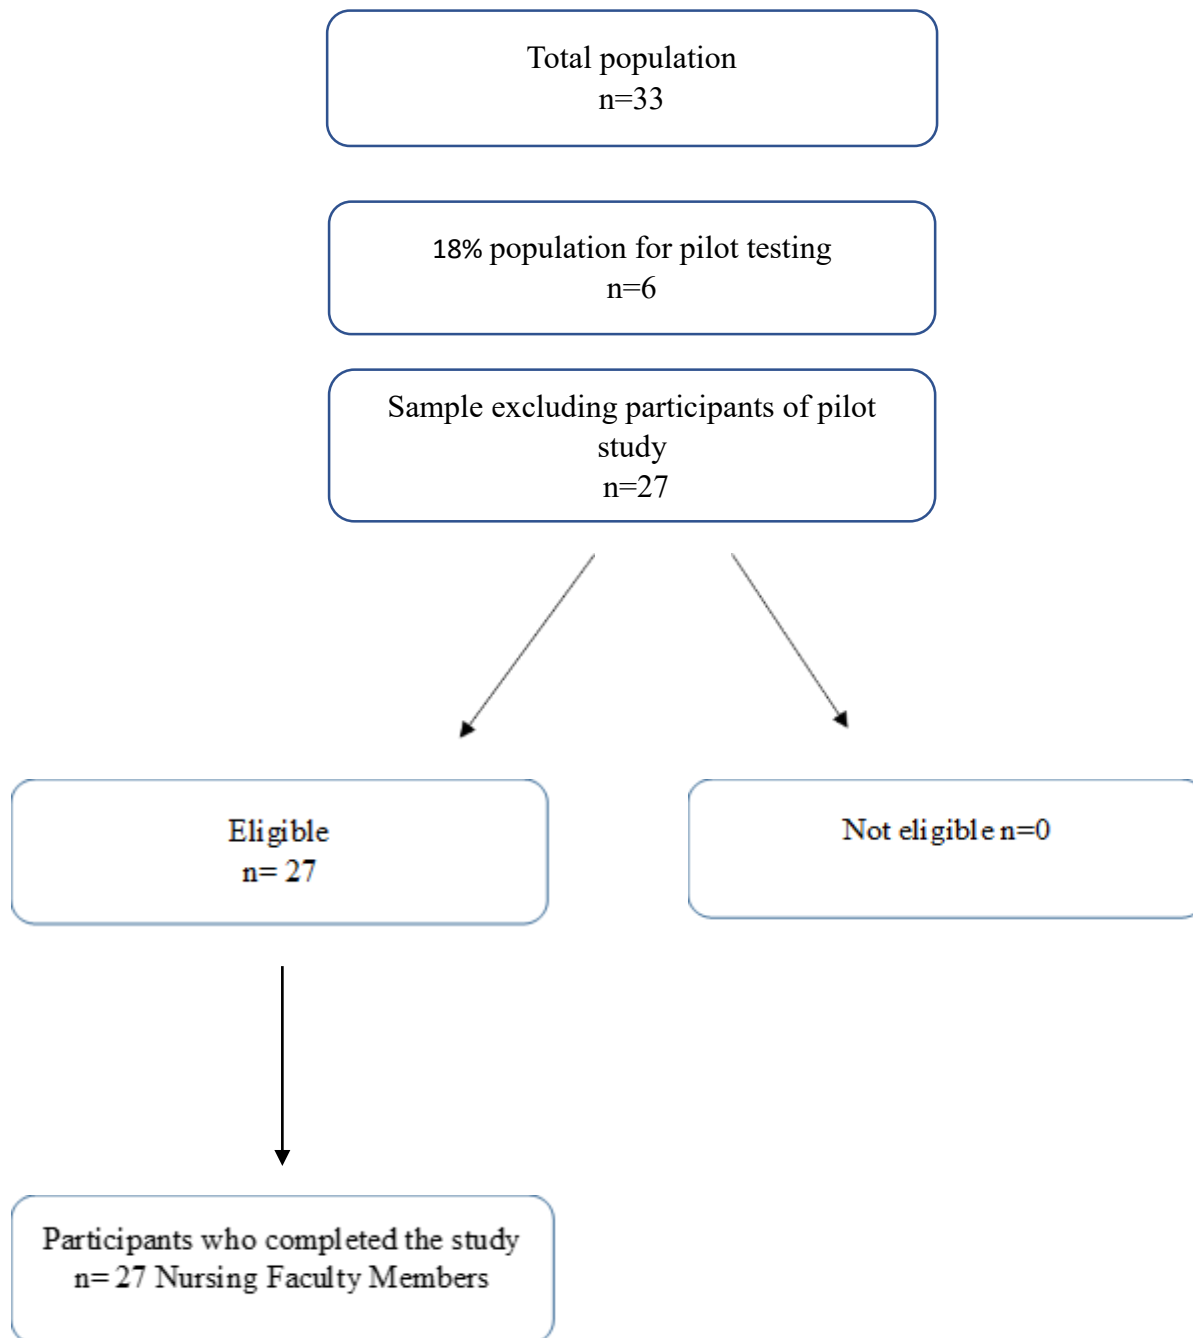 Total population
n=33
18% population for pilot testing
n=6
Sample excluding participants of pilot
study
n=27
Eligible
n= 27
Not eligible n=0
Participants who completed the study
n= 27 Nursing Faculty Members